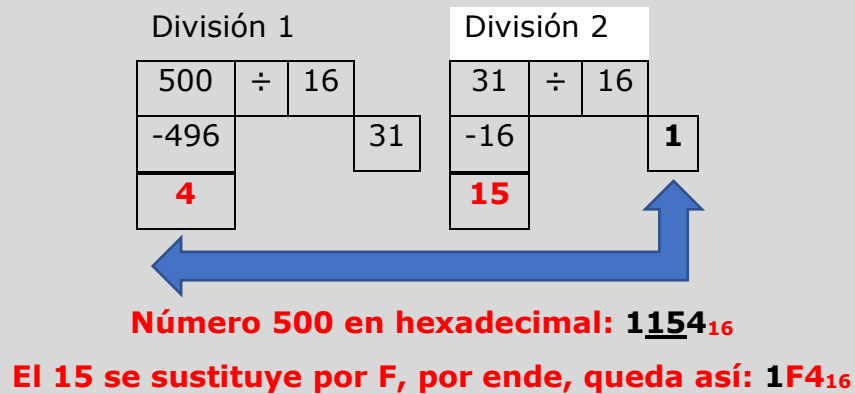 División 1 División 2
500 ÷ 16 31 ÷ 16
-496 31 -16 1
4 15
Número 500 en hexadecimal: 1154₁₆
El 15 se sustituye por F, por ende, queda así: 1F4₁₆